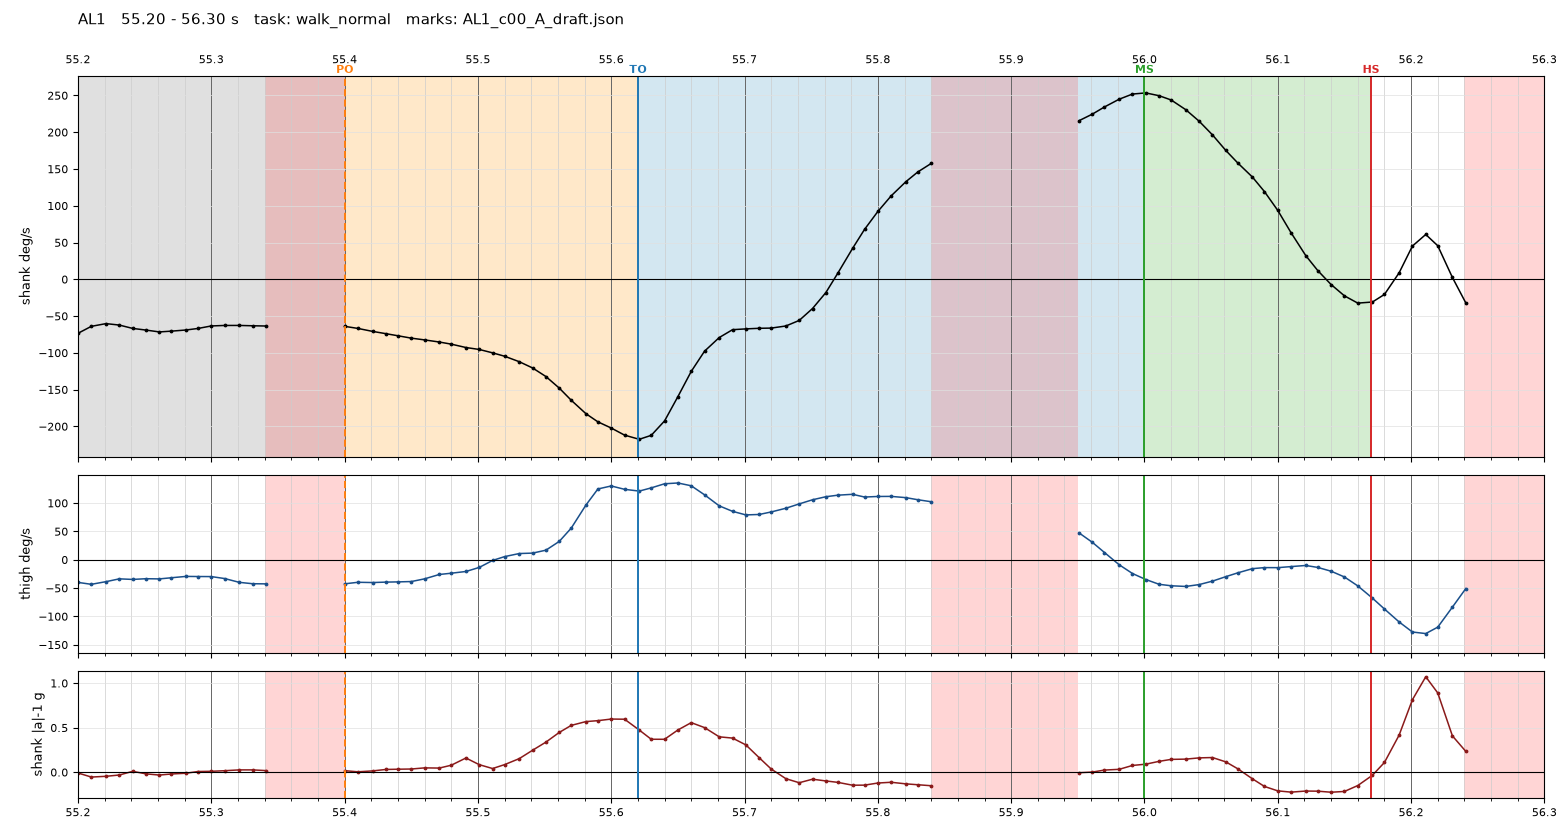 AL1   55.20 - 56.30 s   task: walk_normal   marks: AL1_c00_A_draft.json
55.2 55.3 55.4 55.5 55.6 55.7 55.8 55.9 56.0 56.1 56.2 56.3
PO TO MS HS
shank deg/s
250
200
150
100
50
0
−50
−100
−150
−200
thigh deg/s
100
50
0
−50
−100
−150
shank |a|-1 g
1.0
0.5
0.0
55.2 55.3 55.4 55.5 55.6 55.7 55.8 55.9 56.0 56.1 56.2 56.3